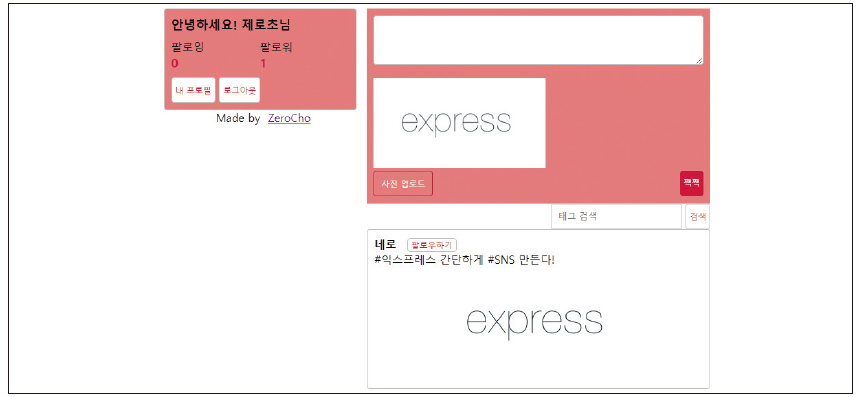 안녕하세요! 제로초님
팔로잉 팔로워
0 1
내 프로필 로그아웃
Made by ZeroCho
express
사진 업로드 짹짹
태그 검색 검색
네로 팔로우하기
#익스프레스 간단하게 #SNS 만든다!
express